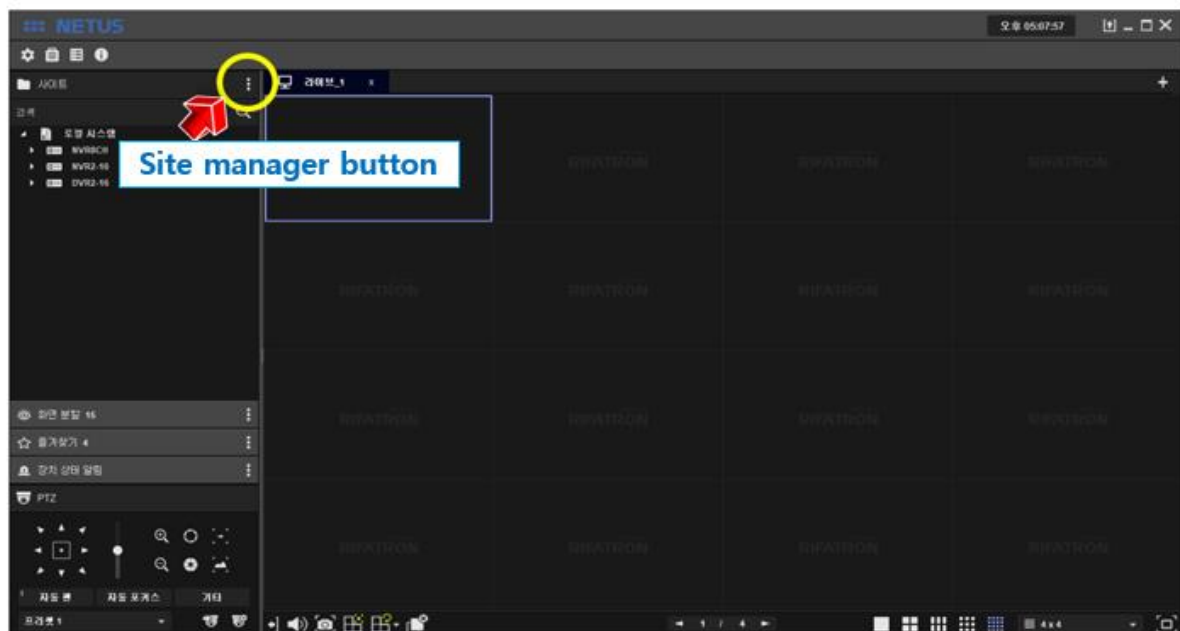 NETUS
오후 05:07:57
사이트
라이브_1
검색
로컬 시스템
NVR8CH
NVR2-16
DVR2-16
Site manager button
RIFATRON RIFATRON RIFATRON
RIFATRON RIFATRON RIFATRON RIFATRON
RIFATRON RIFATRON RIFATRON RIFATRON
RIFATRON RIFATRON RIFATRON RIFATRON
화면 분할 16
즐겨찾기 4
장치 상태 알림
PTZ
자동 팬 자동 포커스 기타
프리셋 1
1 / 4
4x4